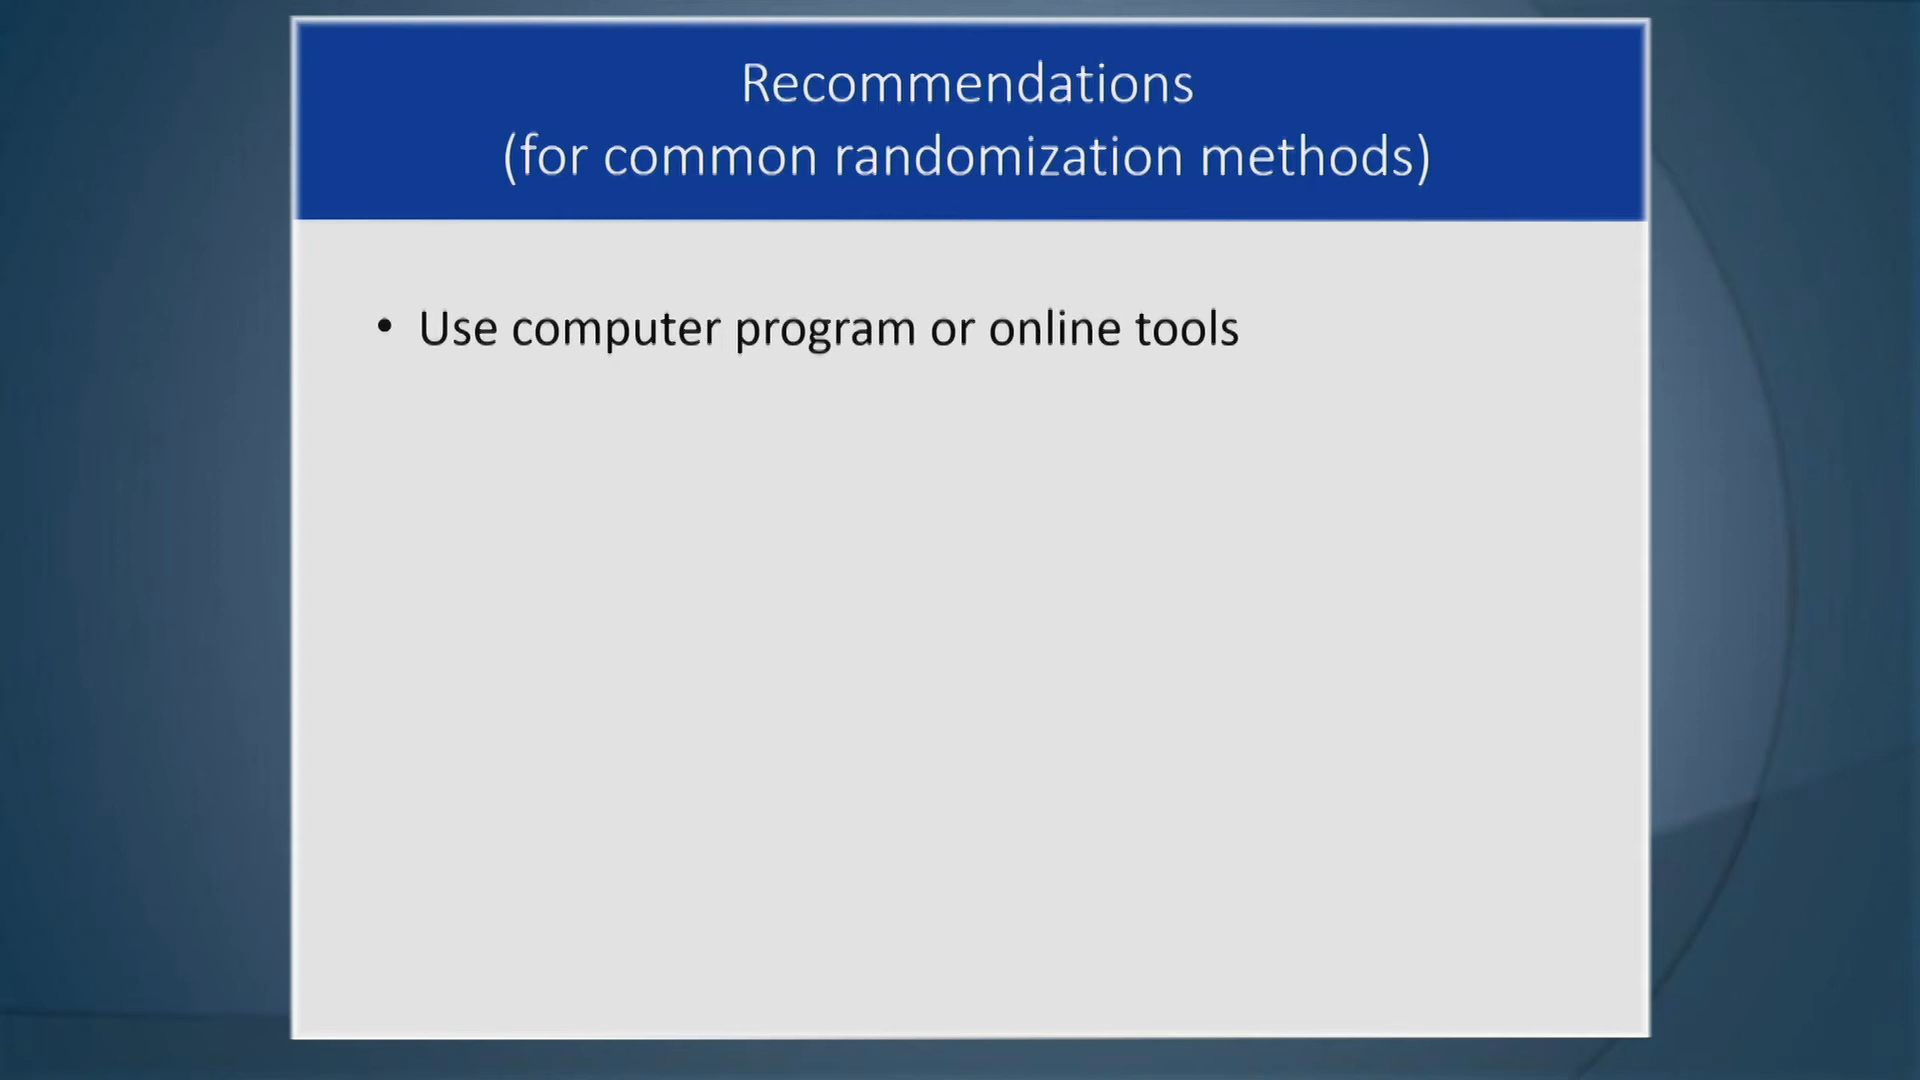 Recommendations
(for common randomization methods)
• Use computer program or online tools